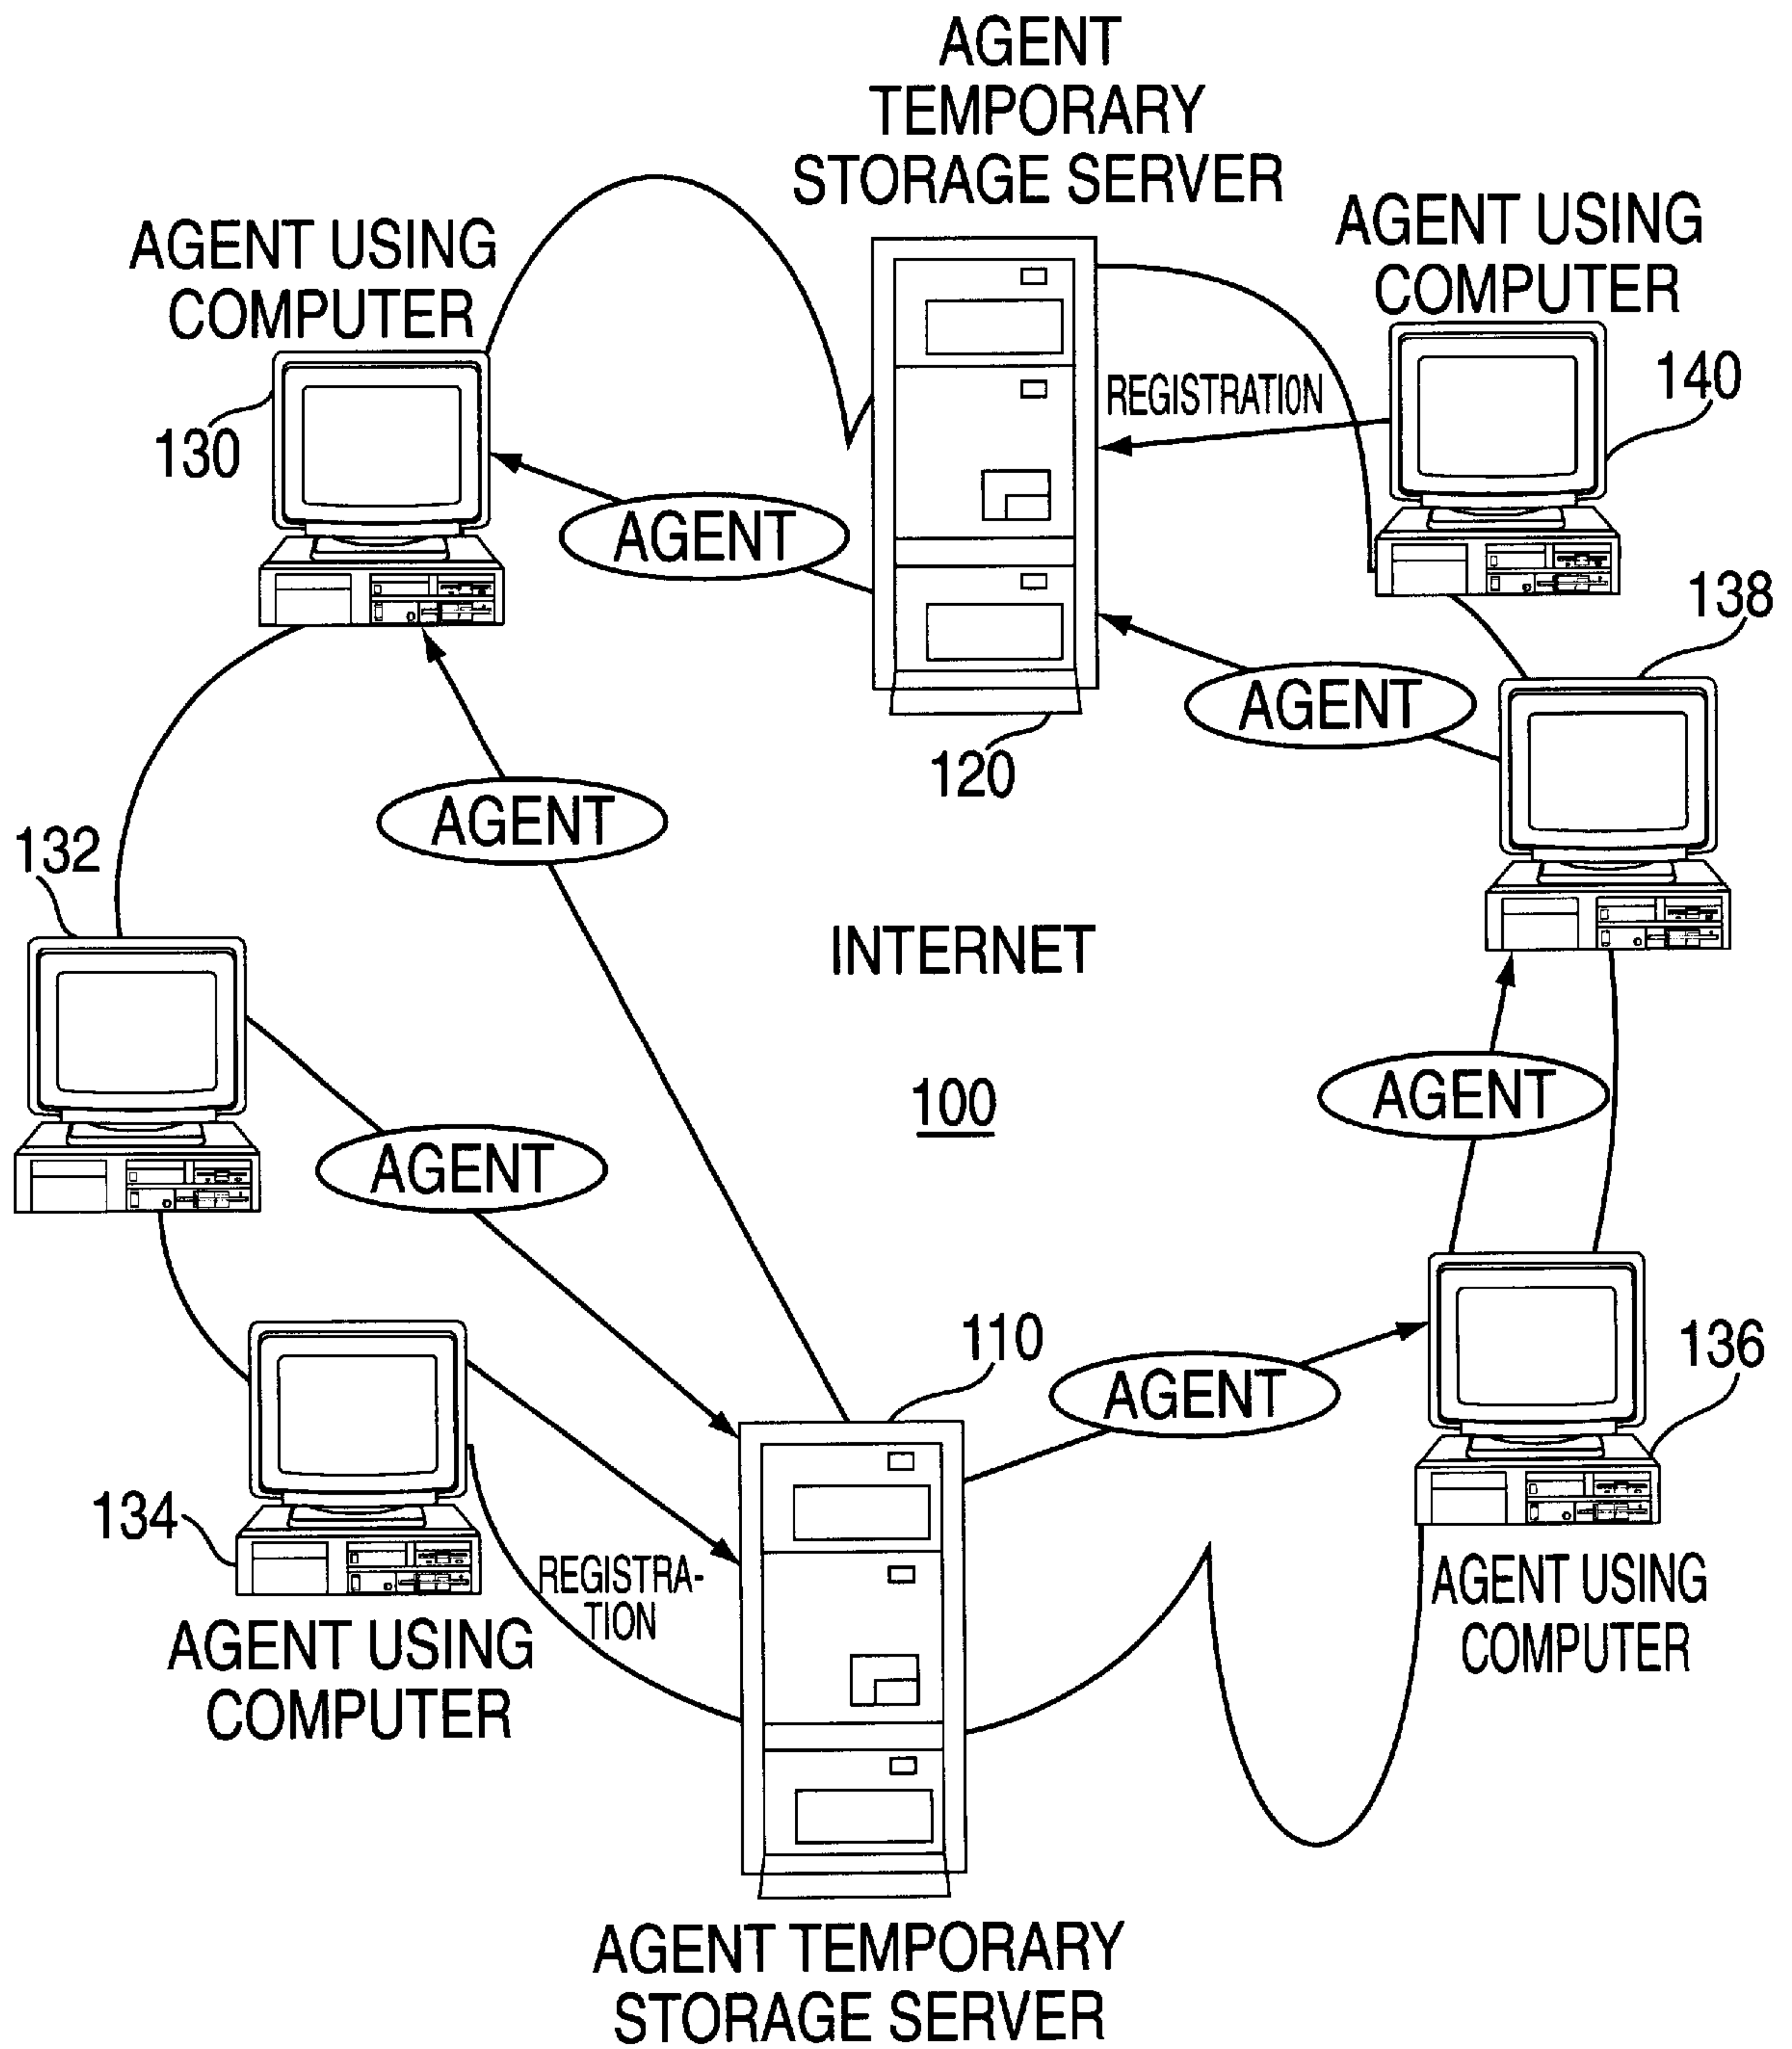 AGENT
TEMPORARY
STORAGE SERVER
AGENT USING
COMPUTER
AGENT USING
COMPUTER
130
REGISTRATION
140
AGENT
138
AGENT
120
AGENT
132
INTERNET
100
AGENT
AGENT
110
AGENT
136
134
REGISTRA-
TION
AGENT USING
COMPUTER
AGENT USING
COMPUTER
AGENT TEMPORARY
STORAGE SERVER